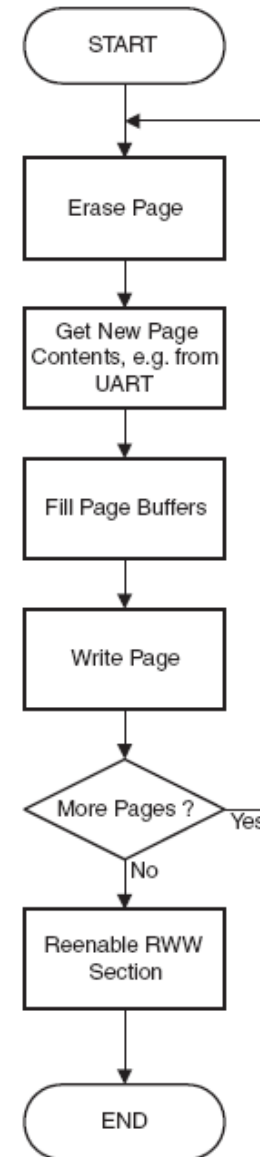 START
Erase Page
Get New Page
Contents, e.g. from
UART
Fill Page Buffers
Write Page
More Pages ?
Yes
No
Reenable RWW
Section
END